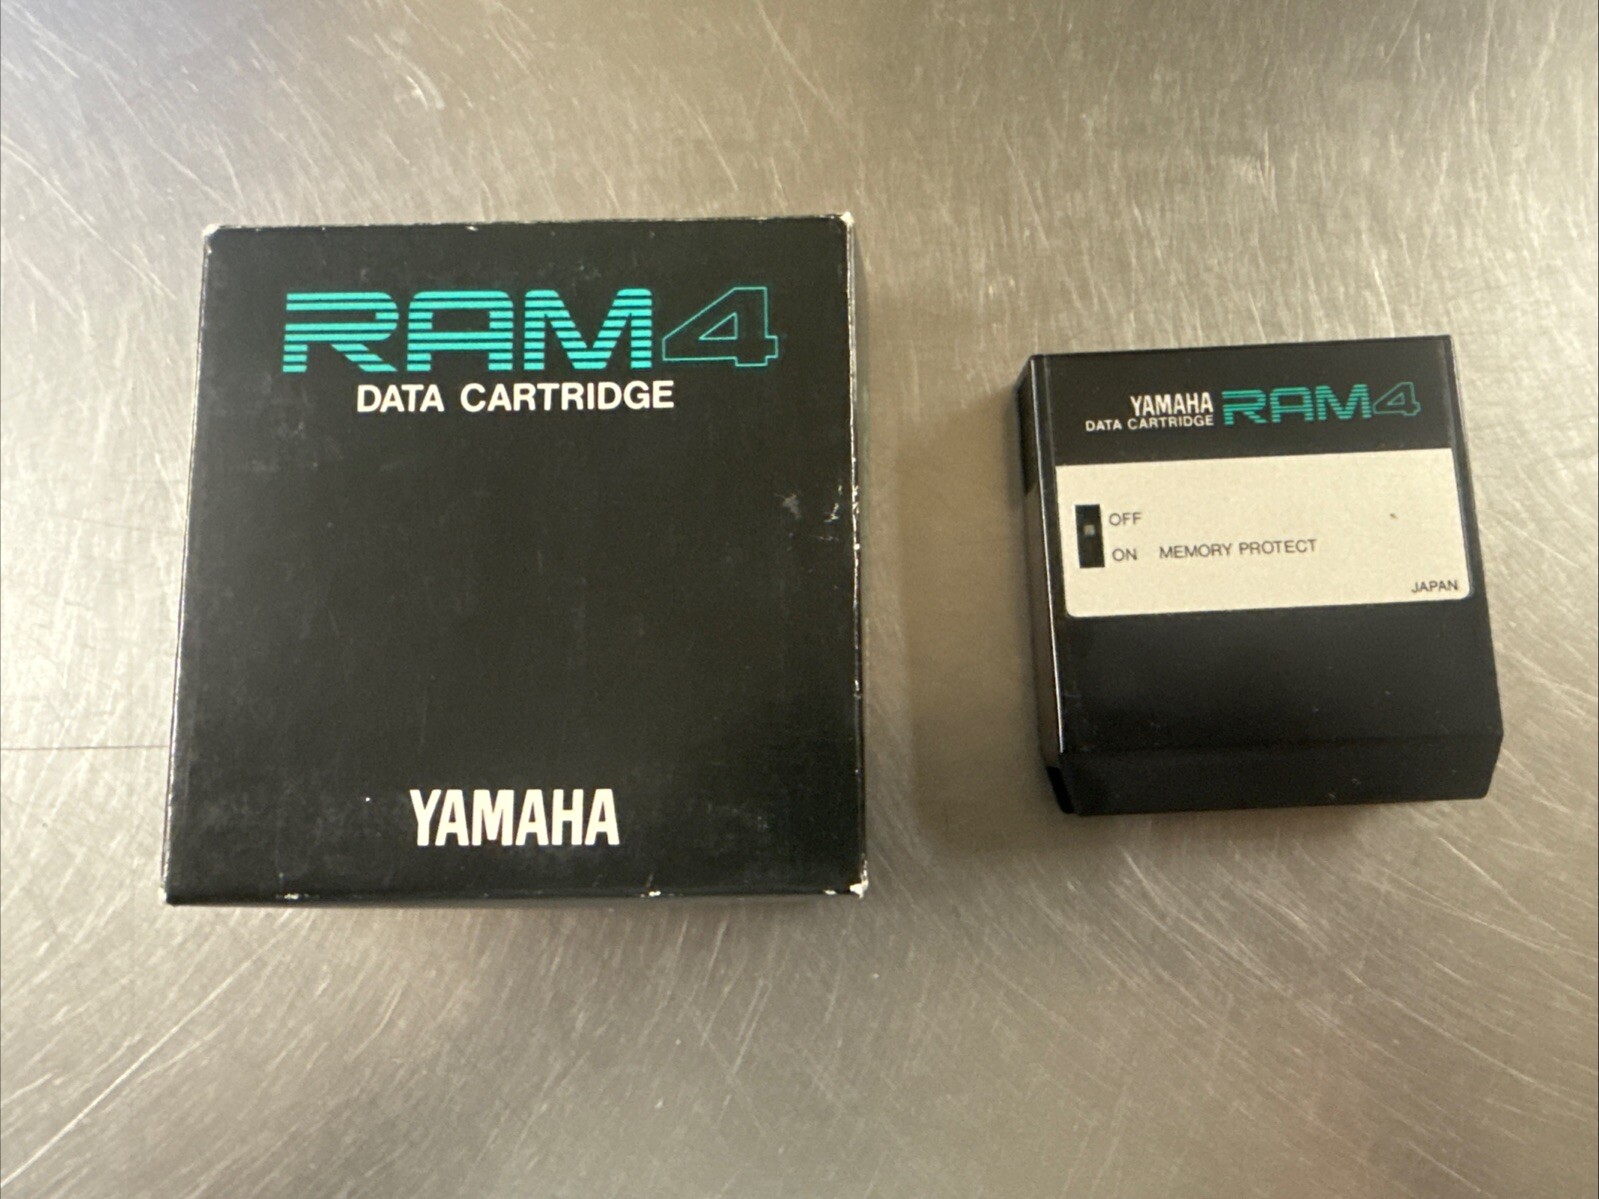 RAM4
DATA CARTRIDGE
YAMAHA
YAMAHA
DATA CARTRIDGE RAM4
OFF
ON MEMORY PROTECT
JAPAN